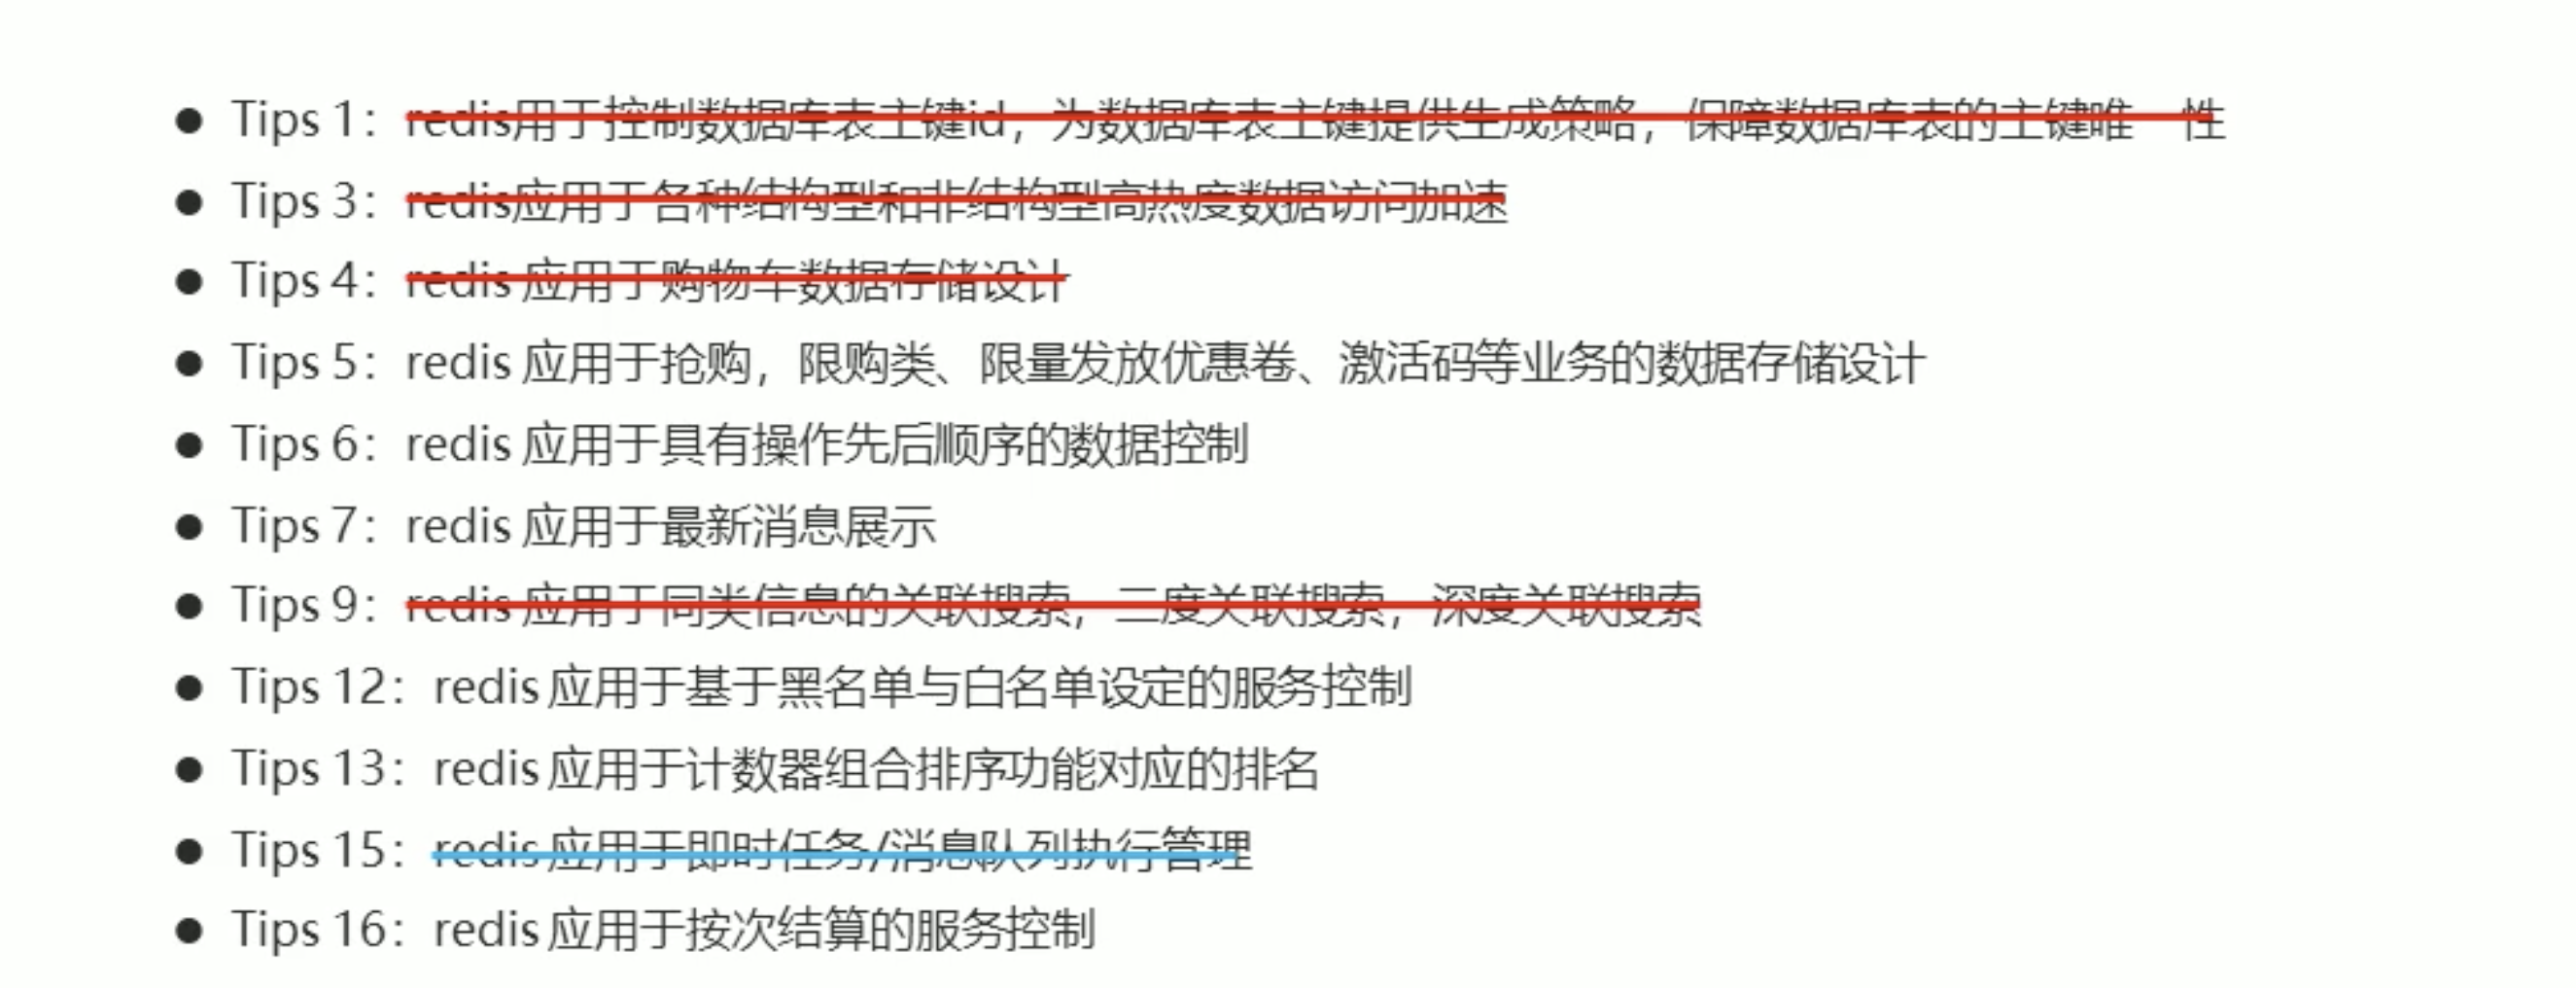 ● Tips 1：redis用于控制数据库表主键id，为数据库表主键提供生成策略，保障数据库表的主键唯一性
● Tips 3：redis应用于各种结构型和非结构型高热度数据访问加速
● Tips 4：redis 应用于购物车数据存储设计
● Tips 5：redis 应用于抢购，限购类、限量发放优惠卷、激活码等业务的数据存储设计
● Tips 6：redis 应用于具有操作先后顺序的数据控制
● Tips 7：redis 应用于最新消息展示
● Tips 9：redis 应用于同类信息的关联搜索，二度关联搜索，深度关联搜索
● Tips 12：redis 应用于基于黑名单与白名单设定的服务控制
● Tips 13：redis 应用于计数器组合排序功能对应的排名
● Tips 15：redis 应用于即时任务/消息队列执行管理
● Tips 16：redis 应用于按次结算的服务控制